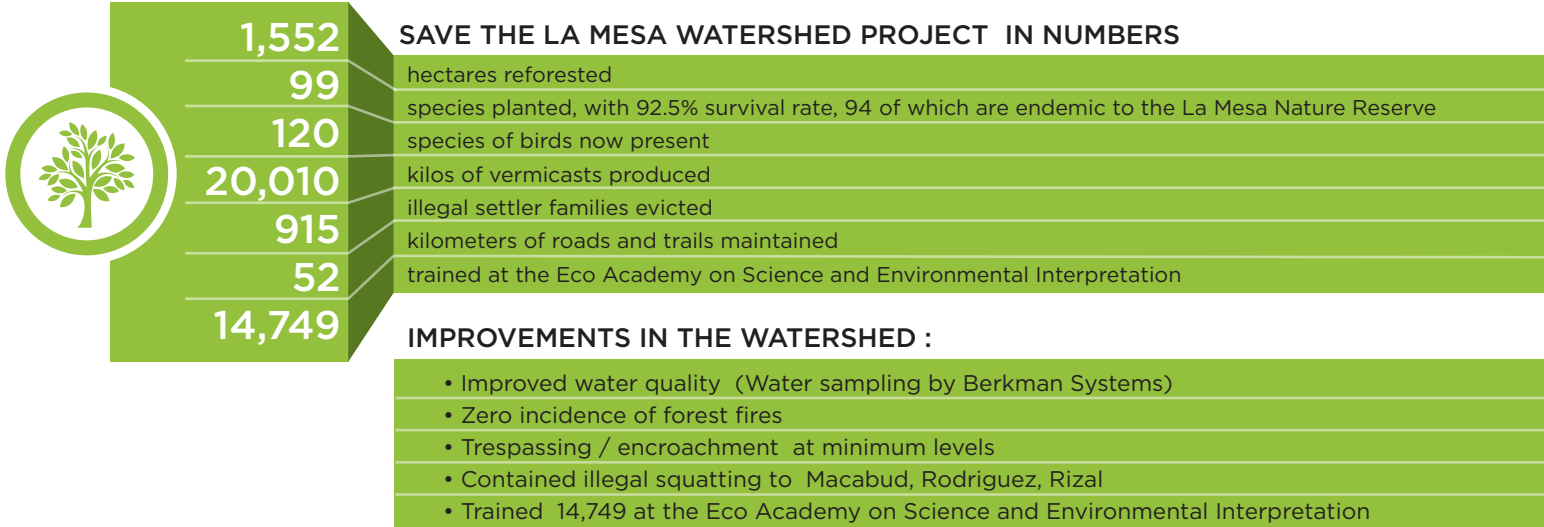 SAVE THE LA MESA WATERSHED PROJECT IN NUMBERS
1,552 hectares reforested
99 species planted, with 92.5% survival rate, 94 of which are endemic to the La Mesa Nature Reserve
120 species of birds now present
20,010 kilos of vermicasts produced
915 illegal settler families evicted
52 kilometers of roads and trails maintained
14,749 trained at the Eco Academy on Science and Environmental Interpretation
IMPROVEMENTS IN THE WATERSHED :
• Improved water quality (Water sampling by Berkman Systems)
• Zero incidence of forest fires
• Trespassing / encroachment at minimum levels
• Contained illegal squatting to Macabud, Rodriguez, Rizal
• Trained 14,749 at the Eco Academy on Science and Environmental Interpretation